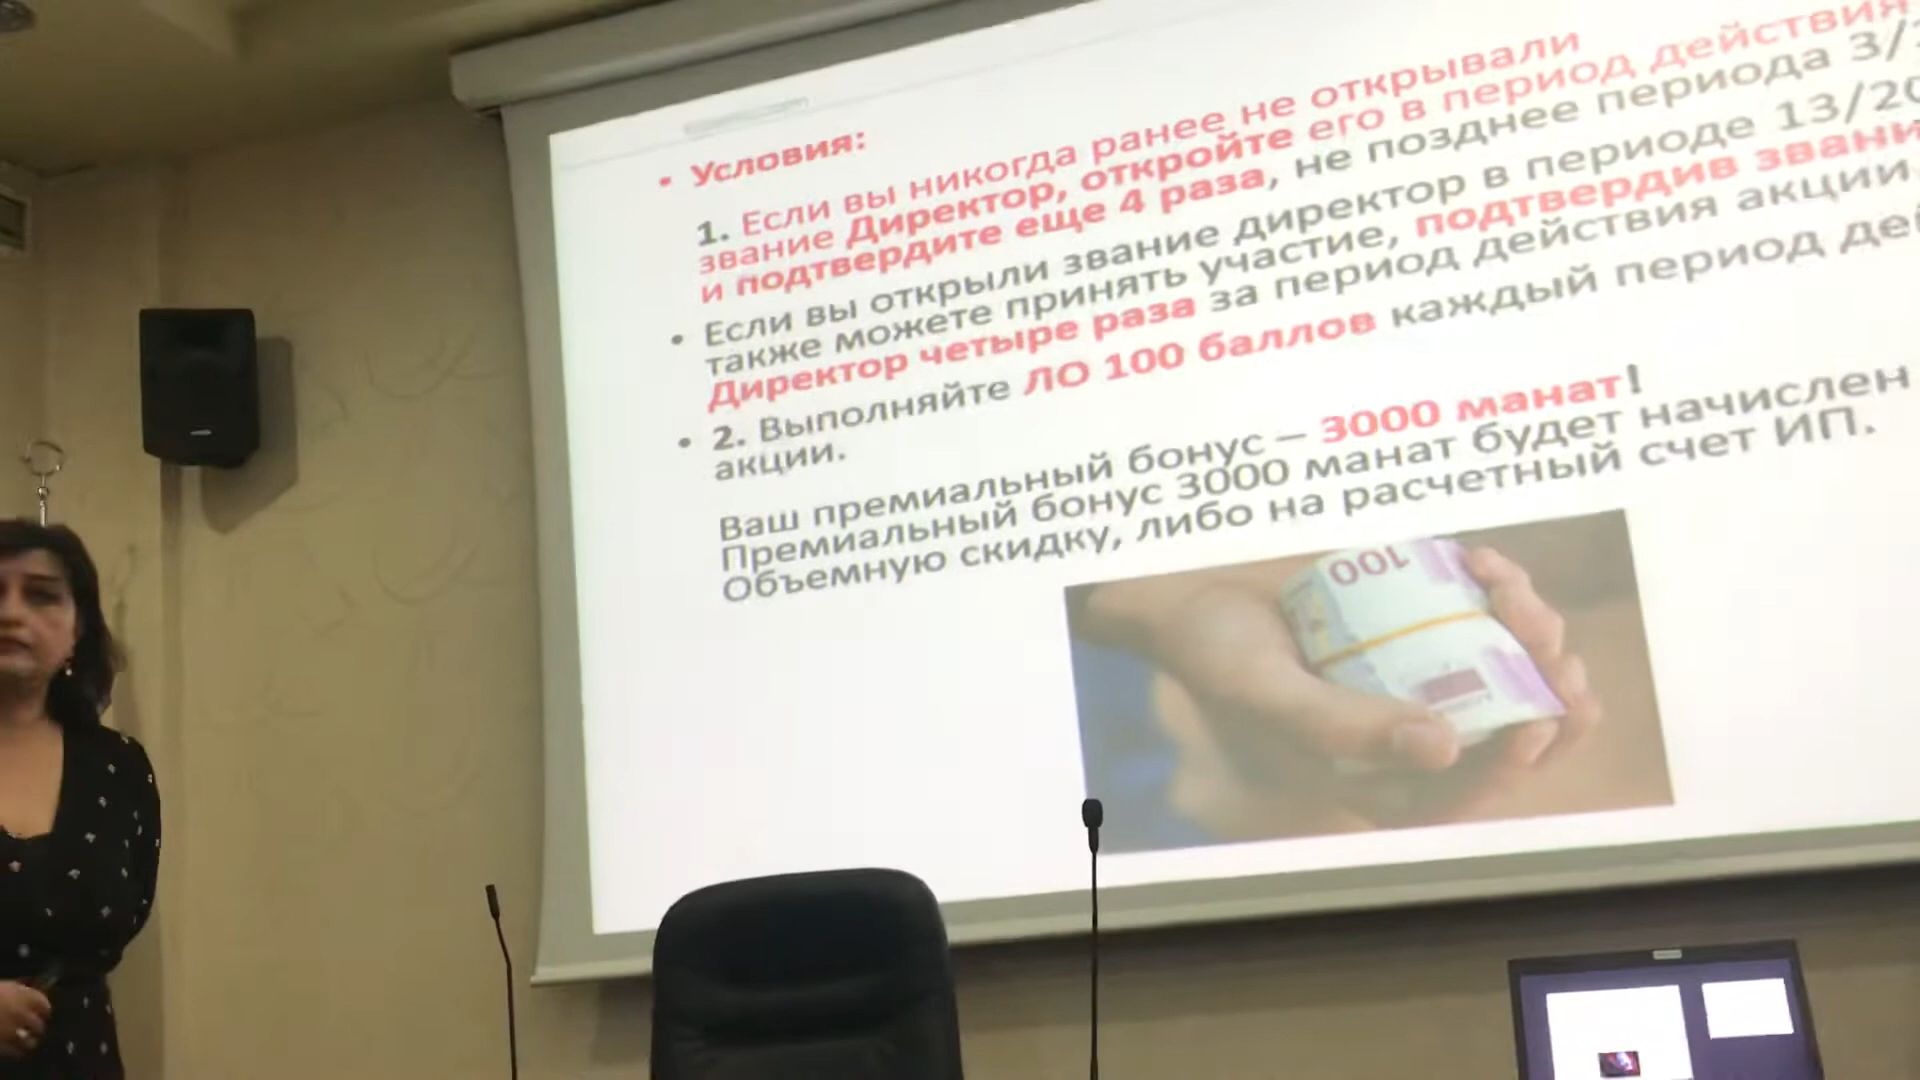 • Условия:
1. Если вы никогда ранее не открывали
звание Директор, откройте его в период действия
и подтвердите еще 4 раза, не позднее периода 3/
• Если вы открыли звание директор в периоде 13/20
также можете принять участие, подтвердив
Директор четыре раза за период действия акции
• 2. Выполняйте ЛО 100 баллов каждый период
акции.
Ваш премиальный бонус – 3000 манат!
Премиальный бонус 3000 манат будет начислен
Объемную скидку, либо на расчетный счет ИП.
100